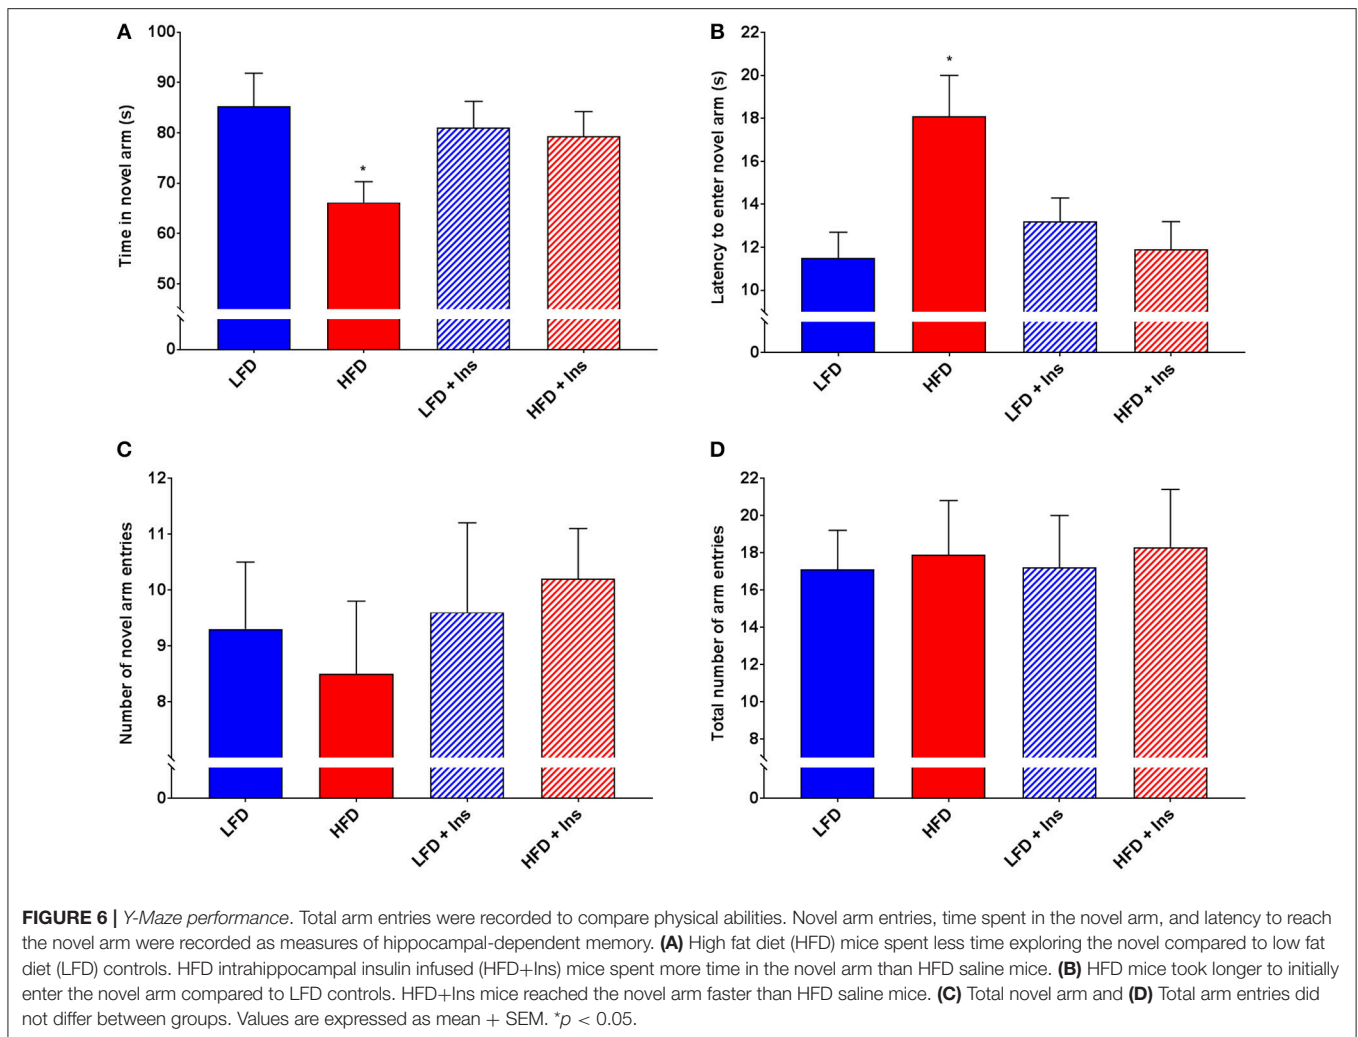 A
Time in novel arm (s)
100
90
80
70
60
50
0
*
LFD
HFD
LFD + Ins
HFD + Ins
B
Latency to enter novel arm (s)
22
20
18
16
14
12
10
0
*
LFD
HFD
LFD + Ins
HFD + Ins
C
Number of novel arm entries
12
11
10
9
8
0
LFD
HFD
LFD + Ins
HFD + Ins
D
Total number of arm entries
22
20
18
16
14
12
10
8
0
LFD
HFD
LFD + Ins
HFD + Ins
FIGURE 6 | Y-Maze performance. Total arm entries were recorded to compare physical abilities. Novel arm entries, time spent in the novel arm, and latency to reach
the novel arm were recorded as measures of hippocampal-dependent memory. (A) High fat diet (HFD) mice spent less time exploring the novel compared to low fat
diet (LFD) controls. HFD intrahippocampal insulin infused (HFD+Ins) mice spent more time in the novel arm than HFD saline mice. (B) HFD mice took longer to initially
enter the novel arm compared to LFD controls. HFD+Ins mice reached the novel arm faster than HFD saline mice. (C) Total novel arm and (D) Total arm entries did
not differ between groups. Values are expressed as mean + SEM. *p < 0.05.